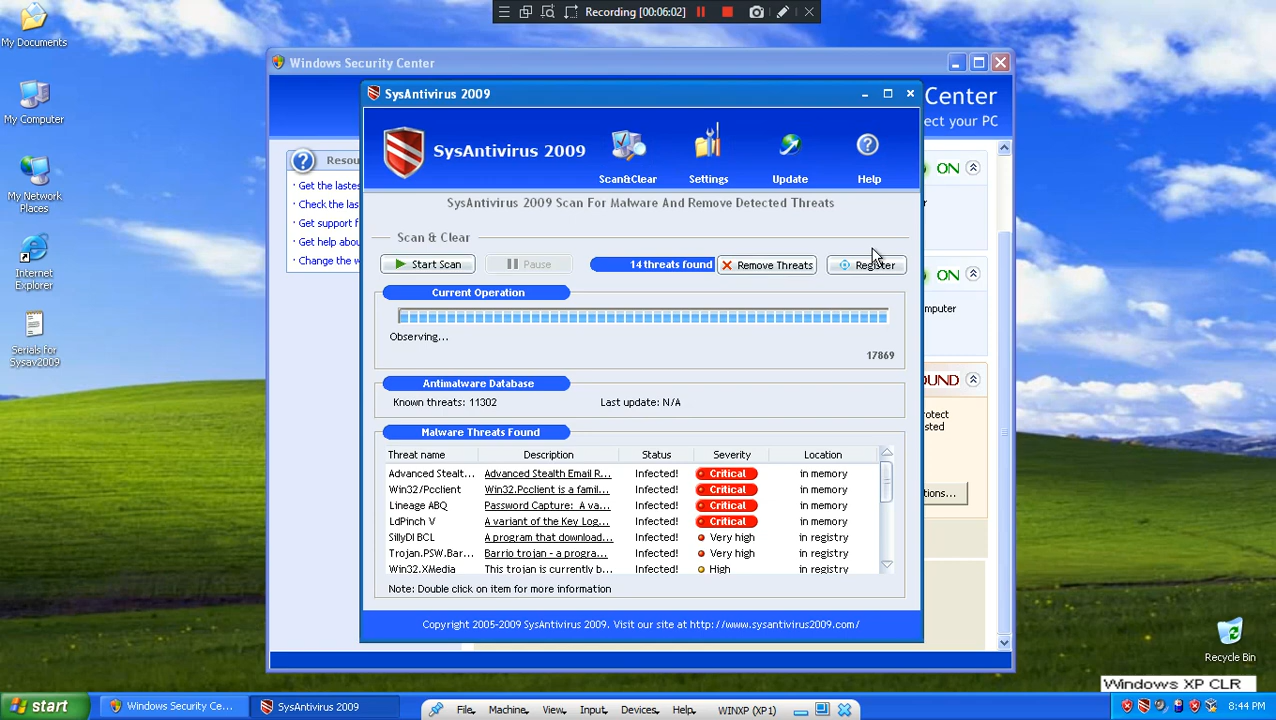 Recording [00:06:02]
My Documents
My Computer
My Network
Places
Internet
Explorer
Serials for
Sysav2009
Windows Security Center
Center
ect your PC
Resou
Get the lastes
Check the las
Get support f
Get help abou
Change the w
ON
ON
mputer
OUND
otect
sted
ions...
SysAntivirus 2009
SysAntivirus 2009
Scan&Clear
Settings
Update
Help
SysAntivirus 2009 Scan For Malware And Remove Detected Threats
Scan & Clear
Start Scan
Pause
14 threats found
Remove Threats
Register
Current Operation
Observing...
17869
Antimalware Database
Known threats: 11302 Last update: N/A
Malware Threats Found
Threat name Description Status Severity Location
Advanced Stealt... Advanced Stealth Email R... Infected! Critical in memory
Win32/Pcclient Win32.Pcclient is a famil... Infected! Critical in memory
Lineage ABQ Password Capture: A va... Infected! Critical in memory
LdPinch V A variant of the Key Log... Infected! Critical in memory
SillyDl BCL A program that download... Infected! Very high in registry
Trojan.PSW.Bar... Barrio trojan - a progra... Infected! Very high in registry
Win32.XMedia This trojan is currently b... Infected! High in registry
Note: Double click on item for more information
Copyright 2005-2009 SysAntivirus 2009. Visit our site at http://www.sysantivirus2009.com/
Recycle Bin
Windows XP CLR
start
Windows Security Ce...
SysAntivirus 2009
File Machine View Input Devices Help WINXP (XP1)
8:44 PM